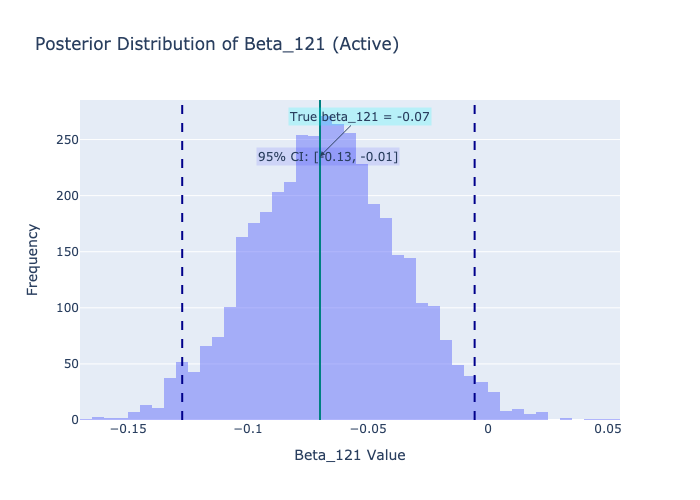 Posterior Distribution of Beta_121 (Active)
True beta_121 = -0.07
95% CI: [-0.13, -0.01]
250
200
150
100
50
0
Frequency
−0.15
−0.1
−0.05
0
0.05
Beta_121 Value